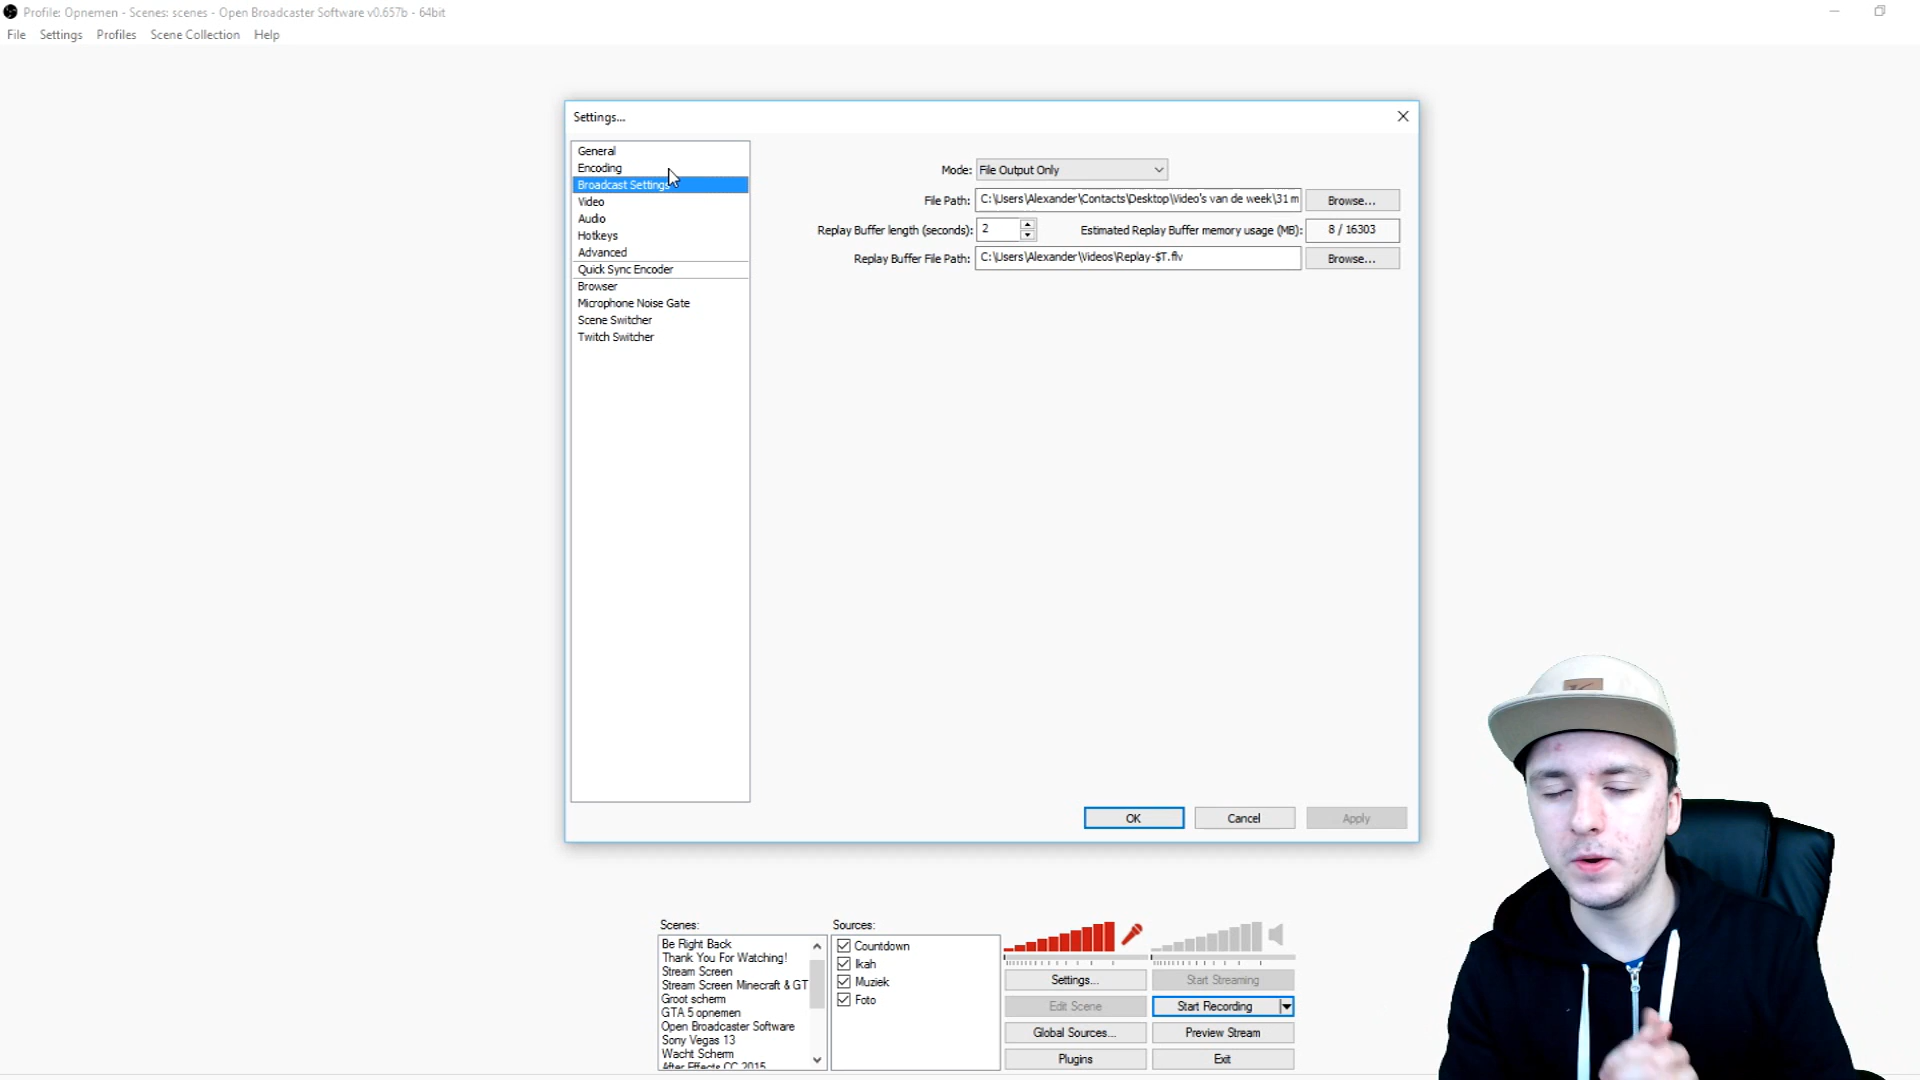 Profile: Opnemen - Scenes: scenes - Open Broadcaster Software v0.657b - 64bit
File Settings Profiles Scene Collection Help
Settings...
General
Encoding
Broadcast Settings
Video
Audio
Hotkeys
Advanced
Quick Sync Encoder
Browser
Microphone Noise Gate
Scene Switcher
Twitch Switcher
Mode: File Output Only
File Path: C:\Users\Alexander\Contacts\Desktop\Video's van de week\31 m Browse...
Replay Buffer length (seconds): 2 Estimated Replay Buffer memory usage (MB): 8 / 16303
Replay Buffer File Path: C:\Users\Alexander\Videos\Replay-$T.flv Browse...
OK Cancel Apply
Scenes:
Be Right Back
Thank You For Watching!
Stream Screen
Stream Screen Minecraft & GT
Groot scherm
GTA 5 opnemen
Open Broadcaster Software
Sony Vegas 13
Wacht Scherm
After Effects CC 2015
Sources:
Countdown
Ikah
Muziek
Foto
Settings... Start Streaming
Edit Scene Start Recording
Global Sources... Preview Stream
Plugins Exit